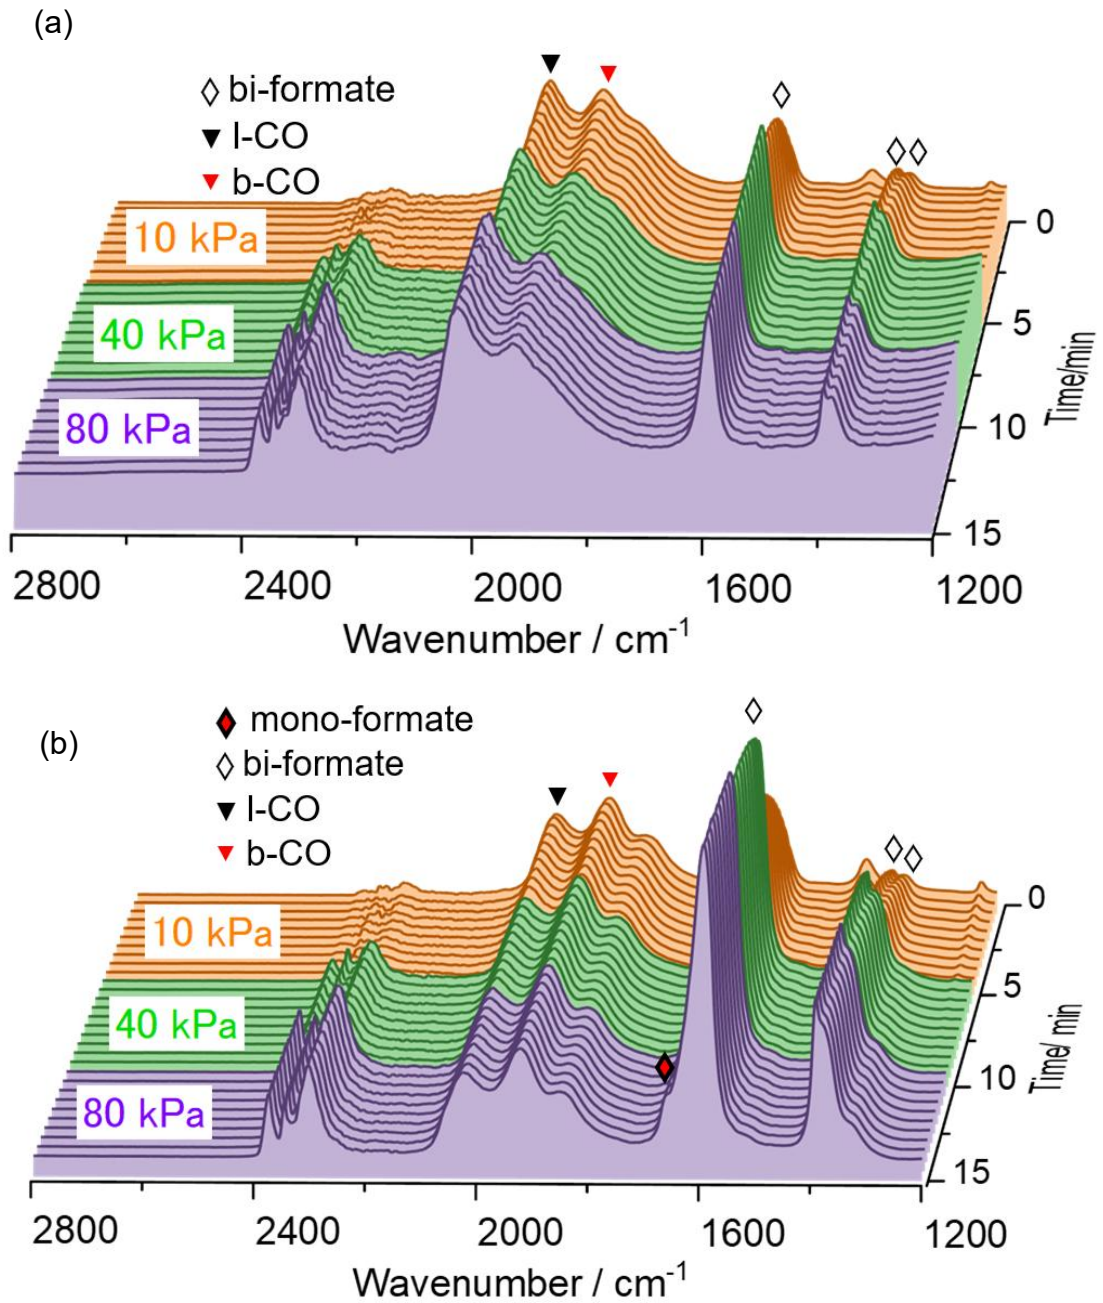 (a)
bi-formate
l-CO
b-CO
10 kPa
40 kPa
80 kPa
0
5
10
15
Time/min
2800 2400 2000 1600 1200
Wavenumber / cm-1
(b)
mono-formate
bi-formate
l-CO
b-CO
10 kPa
40 kPa
80 kPa
0
5
10
15
Time/ min
2800 2400 2000 1600 1200
Wavenumber / cm-1